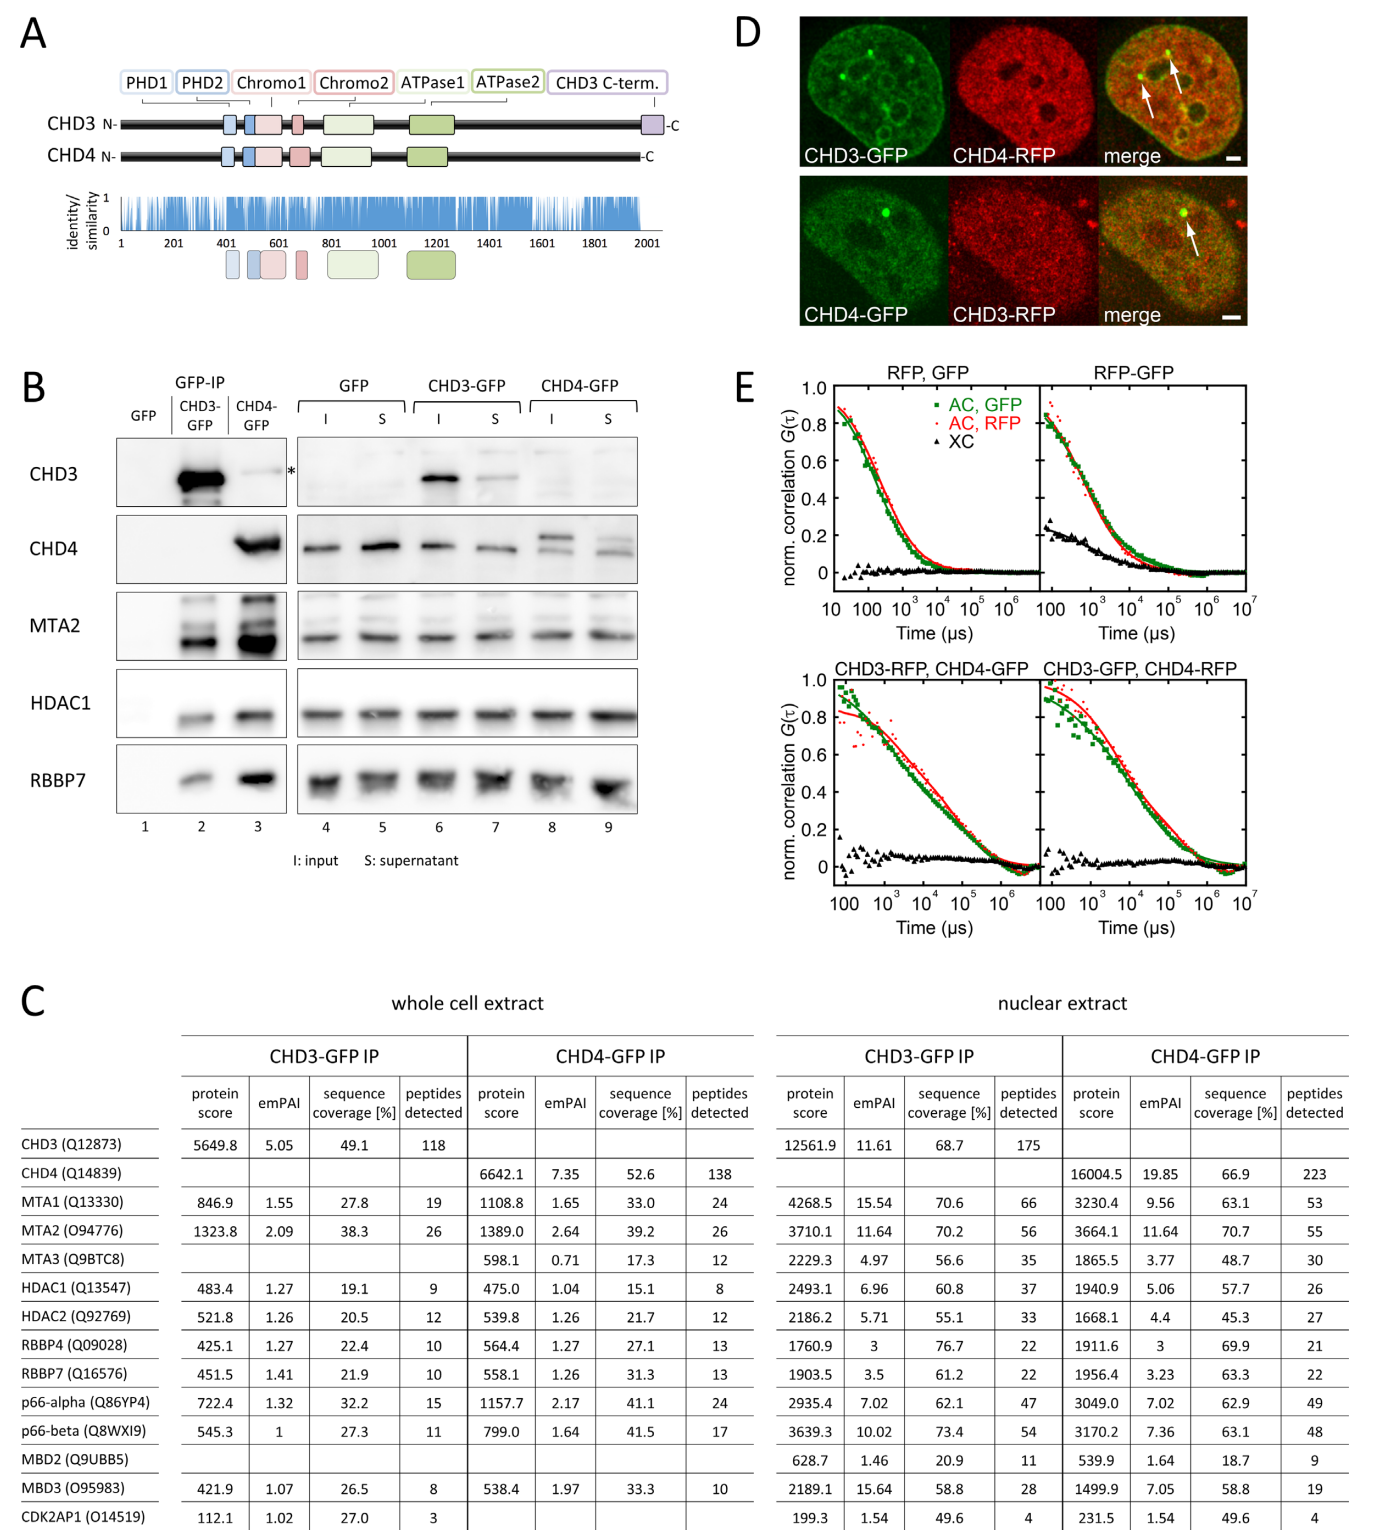 A
PHD1 PHD2 Chromo1 Chromo2 ATPase1 ATPase2 CHD3 C-term.
CHD3 N- -C
CHD4 N- -C
identity/
similarity
1
0
1 201 401 601 801 1001 1201 1401 1601 1801 2001
B
GFP-IP
GFP CHD3-GFP CHD4-GFP
GFP CHD3-GFP CHD4-GFP
I S I S I S
CHD3 *
CHD4
MTA2
HDAC1
RBBP7
1 2 3 4 5 6 7 8 9
I: input S: supernatant
D
CHD3-GFP CHD4-RFP merge
CHD4-GFP CHD3-RFP merge
E
RFP, GFP RFP-GFP
AC, GFP
AC, RFP
XC
norm. correlation G(τ)
1.0
0.8
0.6
0.4
0.2
0
10 100 10³ 10⁴ 10⁵ 10⁶ 100 10³ 10⁴ 10⁵ 10⁶ 10⁷
Time (µs) Time (µs)
CHD3-RFP, CHD4-GFP CHD3-GFP, CHD4-RFP
norm. correlation G(τ)
1.0
0.8
0.6
0.4
0.2
0
100 10³ 10⁴ 10⁵ 10⁶ 100 10³ 10⁴ 10⁵ 10⁶ 10⁷
Time (µs) Time (µs)
C
whole cell extract nuclear extract
CHD3-GFP IP CHD4-GFP IP CHD3-GFP IP CHD4-GFP IP
protein score emPAI sequence coverage [%] peptides detected protein score emPAI sequence coverage [%] peptides detected protein score emPAI sequence coverage [%] peptides detected protein score emPAI sequence coverage [%] peptides detected
CHD3 (Q12873) 5649.8 5.05 49.1 118 12561.9 11.61 68.7 175
CHD4 (Q14839) 6642.1 7.35 52.6 138 16004.5 19.85 66.9 223
MTA1 (Q13330) 846.9 1.55 27.8 19 1108.8 1.65 33.0 24 4268.5 15.54 70.6 66 3230.4 9.56 63.1 53
MTA2 (O94776) 1323.8 2.09 38.3 26 1389.0 2.64 39.2 26 3710.1 11.64 70.2 56 3664.1 11.64 70.7 55
MTA3 (Q9BTC8) 598.1 0.71 17.3 12 2229.3 4.97 56.6 35 1865.5 3.77 48.7 30
HDAC1 (Q13547) 483.4 1.27 19.1 9 475.0 1.04 15.1 8 2493.1 6.96 60.8 37 1940.9 5.06 57.7 26
HDAC2 (Q92769) 521.8 1.26 20.5 12 539.8 1.26 21.7 12 2186.2 5.71 55.1 33 1668.1 4.4 45.3 27
RBBP4 (Q09028) 425.1 1.27 22.4 10 564.4 1.27 27.1 13 1760.9 3 76.7 22 1911.6 3 69.9 21
RBBP7 (Q16576) 451.5 1.41 21.9 10 558.1 1.26 31.3 13 1903.5 3.5 61.2 22 1956.4 3.23 63.3 22
p66-alpha (Q86YP4) 722.4 1.32 32.2 15 1157.7 2.17 41.1 24 2935.4 7.02 62.1 47 3049.0 7.02 62.9 49
p66-beta (Q8WXI9) 545.3 1 27.3 11 799.0 1.64 41.5 17 3639.3 10.02 73.4 54 3170.2 7.36 63.1 48
MBD2 (Q9UBB5) 628.7 1.46 20.9 11 539.9 1.64 18.7 9
MBD3 (O95983) 421.9 1.07 26.5 8 538.4 1.97 33.3 10 2189.1 15.64 58.8 28 1499.9 7.05 58.8 19
CDK2AP1 (O14519) 112.1 1.02 27.0 3 199.3 1.54 49.6 4 231.5 1.54 49.6 4